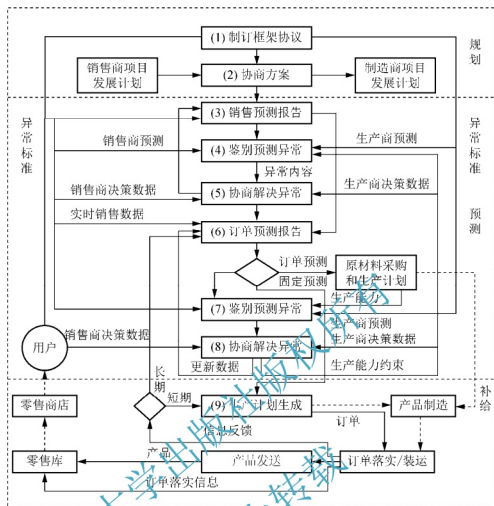 (1) 制订框架协议
规划
销售商项目
发展计划
(2) 协商方案
制造商项目
发展计划
异常标准
(3) 销售预测报告
异常标准
销售商预测
生产商预测
(4) 鉴别预测异常
异常内容
销售商决策数据
(5) 协商解决异常
生产商决策数据
实时销售数据
预测
(6) 订单预测报告
订单预测
固定预测
原材料采购
和生产计划
生产能力
(7) 鉴别预测异常
生产商预测
用户
销售商决策数据
(8) 协商解决异常
生产商决策数据
更新数据
生产能力约束
长期
短期
补给
零售商店
(9)
计划生成
产品制造
信息反馈
订单
零售库
产品
产品发送
订单落实/装运
订单落实信息
大学出版社版权所有
转载